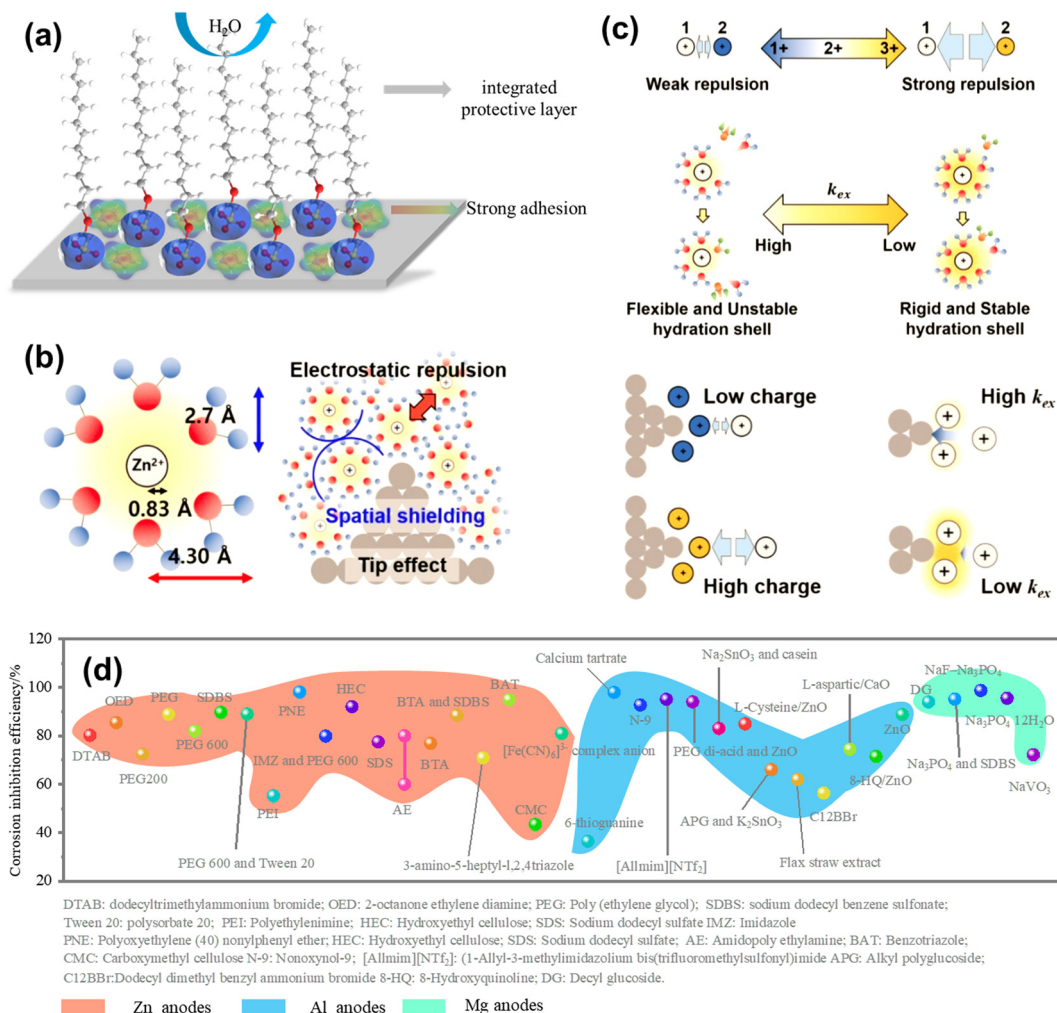 (a)
H₂O
integrated
protective layer
Strong adhesion
(b)
2.7 Å
Zn²⁺
0.83 Å
4.30 Å
Electrostatic repulsion
Spatial shielding
Tip effect
(c)
1 2
1+ 2+ 3+
1 2
Weak repulsion
Strong repulsion
k_ex
High
Low
Flexible and Unstable
hydration shell
Rigid and Stable
hydration shell
Low charge
High k_ex
High charge
Low k_ex
(d)
Corrosion inhibition efficiency/%
120
100
80
60
40
20
DTAB
OED
PEG200
PEG
PEG 600
SDBS
PEG 600 and Tween 20
PEI
PNE
IMZ and PEG 600
HEC
SDS
AE
BTA
BTA and SDBS
3-amino-5-heptyl-l,2,4triazole
BAT
CMC
[Fe(CN)₆]³⁻ complex anion
6-thioguanine
Calcium tartrate
N-9
[Allmim][NTf₂]
PEG di-acid and ZnO
Na₂SnO₃ and casein
L-Cysteine/ZnO
APG and K₂SnO₃
Flax straw extract
C12BBr
L-aspartic/CaO
8-HQ/ZnO
ZnO
DG
Na₃PO₄ and SDBS
NaF Na₃PO₄
Na₃PO₄ 12H₂O
NaVO₃
DTAB: dodecyltrimethylammonium bromide; OED: 2-octanone ethylene diamine; PEG: Poly (ethylene glycol); SDBS: sodium dodecyl benzene sulfonate;
Tween 20: polysorbate 20; PEI: Polyethylenimine; HEC: Hydroxyethyl cellulose; SDS: Sodium dodecyl sulfate IMZ: Imidazole
PNE: Polyoxyethylene (40) nonylphenyl ether; HEC: Hydroxyethyl cellulose; SDS: Sodium dodecyl sulfate; AE: Amidopoly ethylamine; BAT: Benzotriazole;
CMC: Carboxymethyl cellulose N-9: Nonoxynol-9; [Allmim][NTf₂]: (1-Allyl-3-methylimidazolium bis(trifluoromethylsulfonyl)imide APG: Alkyl polyglucoside;
C12BBr:Dodecyl dimethyl benzyl ammonium bromide 8-HQ: 8-Hydroxyquinoline; DG: Decyl glucoside.
Zn anodes
Al anodes
Mg anodes